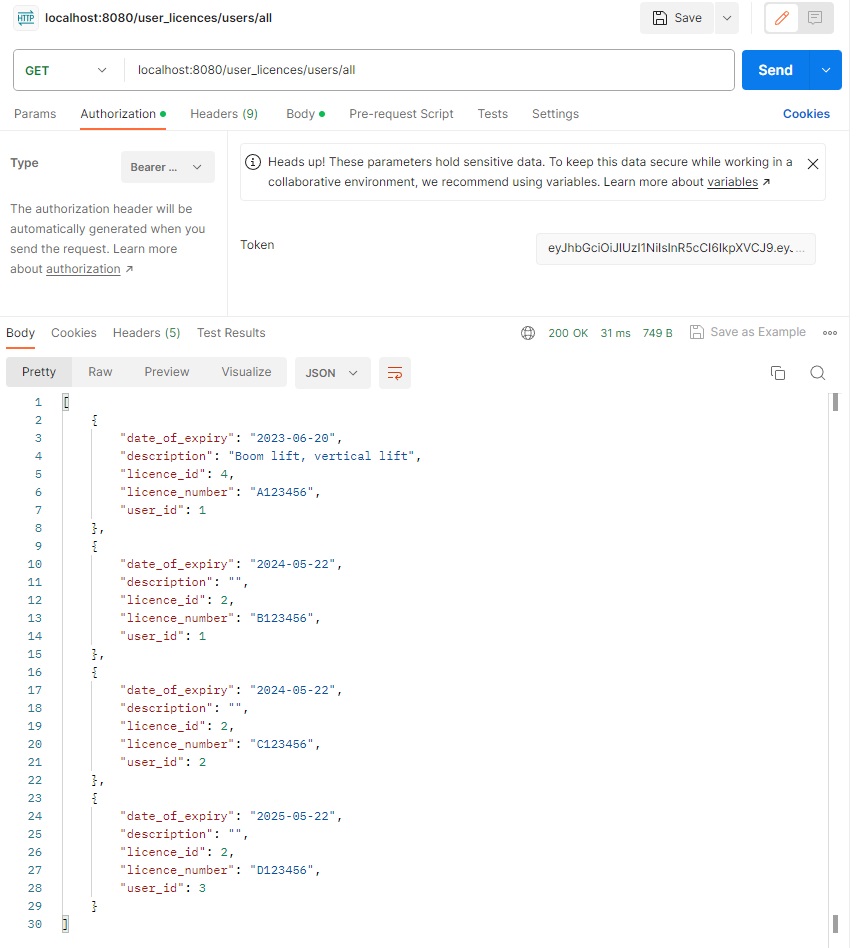 HTTP localhost:8080/user_licences/users/all Save
GET localhost:8080/user_licences/users/all Send
Params Authorization Headers (9) Body Pre-request Script Tests Settings Cookies
Type Bearer ...
Heads up! These parameters hold sensitive data. To keep this data secure while working in a
collaborative environment, we recommend using variables. Learn more about variables ↗
The authorization header will be
automatically generated when you
send the request. Learn more
about authorization ↗
Token eyJhbGciOiJIUzI1NiIsInR5cCI6IkpXVCJ9.ey...
Body Cookies Headers (5) Test Results 200 OK 31 ms 749 B Save as Example
Pretty Raw Preview Visualize JSON
1 [
2 {
3 "date_of_expiry": "2023-06-20",
4 "description": "Boom lift, vertical lift",
5 "licence_id": 4,
6 "licence_number": "A123456",
7 "user_id": 1
8 },
9 {
10 "date_of_expiry": "2024-05-22",
11 "description": "",
12 "licence_id": 2,
13 "licence_number": "B123456",
14 "user_id": 1
15 },
16 {
17 "date_of_expiry": "2024-05-22",
18 "description": "",
19 "licence_id": 2,
20 "licence_number": "C123456",
21 "user_id": 2
22 },
23 {
24 "date_of_expiry": "2025-05-22",
25 "description": "",
26 "licence_id": 2,
27 "licence_number": "D123456",
28 "user_id": 3
29 }
30 ]